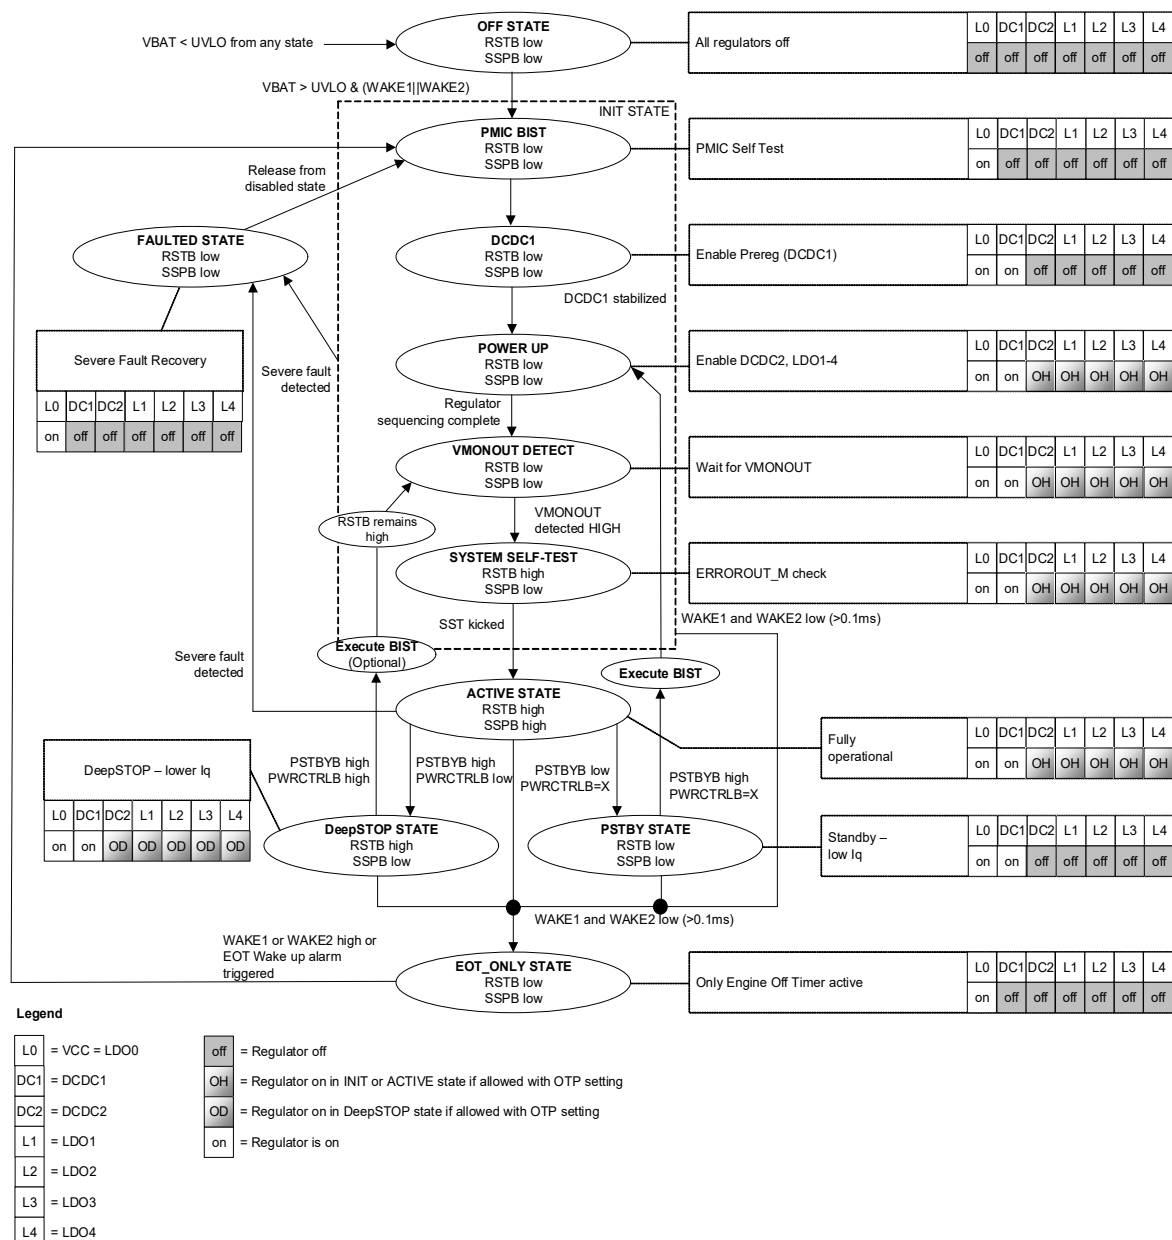 OFF STATE
RSTB low
SSPB low
VBAT < UVLO from any state
All regulators off
L0 DC1 DC2 L1 L2 L3 L4
off off off off off off off
VBAT > UVLO & (WAKE1||WAKE2)
INIT STATE
PMIC BIST
RSTB low
SSPB low
PMIC Self Test
L0 DC1 DC2 L1 L2 L3 L4
on off off off off off off
Release from
disabled state
FAULTED STATE
RSTB low
SSPB low
DCDC1
RSTB low
SSPB low
Enable Prereg (DCDC1)
L0 DC1 DC2 L1 L2 L3 L4
on on off off off off off
DCDC1 stabilized
Severe Fault Recovery
L0 DC1 DC2 L1 L2 L3 L4
on off off off off off off
Severe fault
detected
POWER UP
RSTB low
SSPB low
Enable DCDC2, LDO1-4
L0 DC1 DC2 L1 L2 L3 L4
on on OH OH OH OH OH
Regulator
sequencing complete
VMONOUT DETECT
RSTB low
SSPB low
Wait for VMONOUT
L0 DC1 DC2 L1 L2 L3 L4
on on OH OH OH OH OH
RSTB remains
high
VMONOUT
detected HIGH
SYSTEM SELF-TEST
RSTB high
SSPB low
ERROROUT_M check
L0 DC1 DC2 L1 L2 L3 L4
on on OH OH OH OH OH
SST kicked
WAKE1 and WAKE2 low (>0.1ms)
Execute BIST
(Optional)
Execute BIST
Severe fault
detected
ACTIVE STATE
RSTB high
SSPB high
Fully
operational
L0 DC1 DC2 L1 L2 L3 L4
on on OH OH OH OH OH
DeepSTOP – lower Iq
L0 DC1 DC2 L1 L2 L3 L4
on on OD OD OD OD OD
PSTBYB high
PWRCTRLB high
PSTBYB high
PWRCTRLB low
PSTBYB low
PWRCTRLB=X
PSTBYB high
PWRCTRLB=X
DeepSTOP STATE
RSTB high
SSPB low
PSTBY STATE
RSTB low
SSPB low
Standby –
low Iq
L0 DC1 DC2 L1 L2 L3 L4
on on off off off off off
WAKE1 and WAKE2 low (>0.1ms)
WAKE1 or WAKE2 high or
EOT Wake up alarm
triggered
EOT_ONLY STATE
RSTB low
SSPB low
Only Engine Off Timer active
L0 DC1 DC2 L1 L2 L3 L4
on off off off off off off
Legend
L0 = VCC = LDO0
DC1 = DCDC1
DC2 = DCDC2
L1 = LDO1
L2 = LDO2
L3 = LDO3
L4 = LDO4
off = Regulator off
OH = Regulator on in INIT or ACTIVE state if allowed with OTP setting
OD = Regulator on in DeepSTOP state if allowed with OTP setting
on = Regulator is on